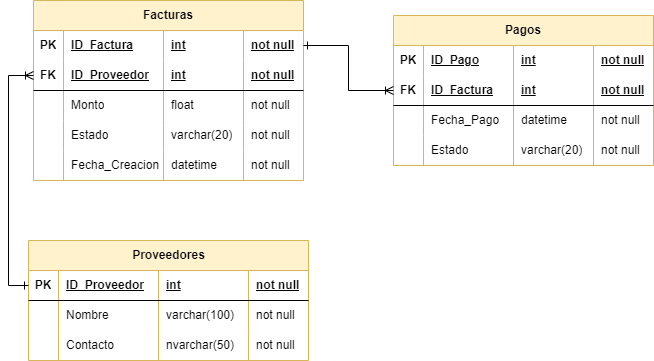 Facturas
PK ID_Factura int not null
FK ID_Proveedor int not null
Monto float not null
Estado varchar(20) not null
Fecha_Creacion datetime not null
Pagos
PK ID_Pago int not null
FK ID_Factura int not null
Fecha_Pago datetime not null
Estado varchar(20) not null
Proveedores
PK ID_Proveedor int not null
Nombre varchar(100) not null
Contacto nvarchar(50) not null